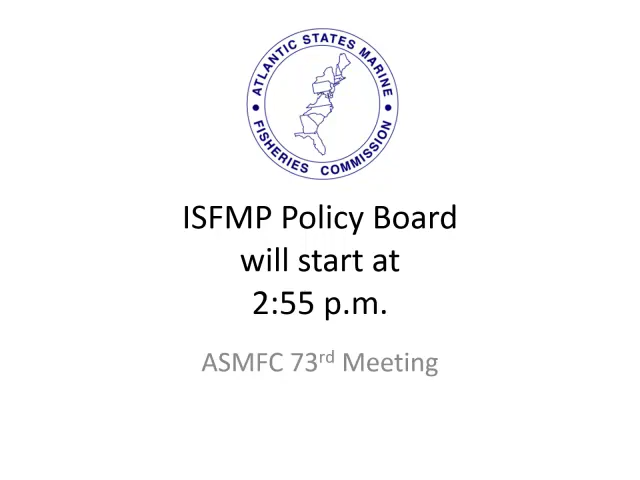 ATLANTIC STATES MARINE
FISHERIES COMMISSION
ISFMP Policy Board
will start at
2:55 p.m.
ASMFC 73rd Meeting